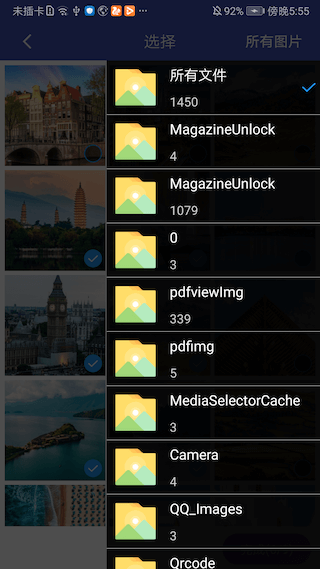 未插卡 92% 傍晚5:55
选择 所有图片
所有文件
1450
MagazineUnlock
4
MagazineUnlock
1079
0
3
pdfviewImg
339
pdfimg
5
MediaSelectorCache
3
Camera
4
QQ_Images
3
Qrcode